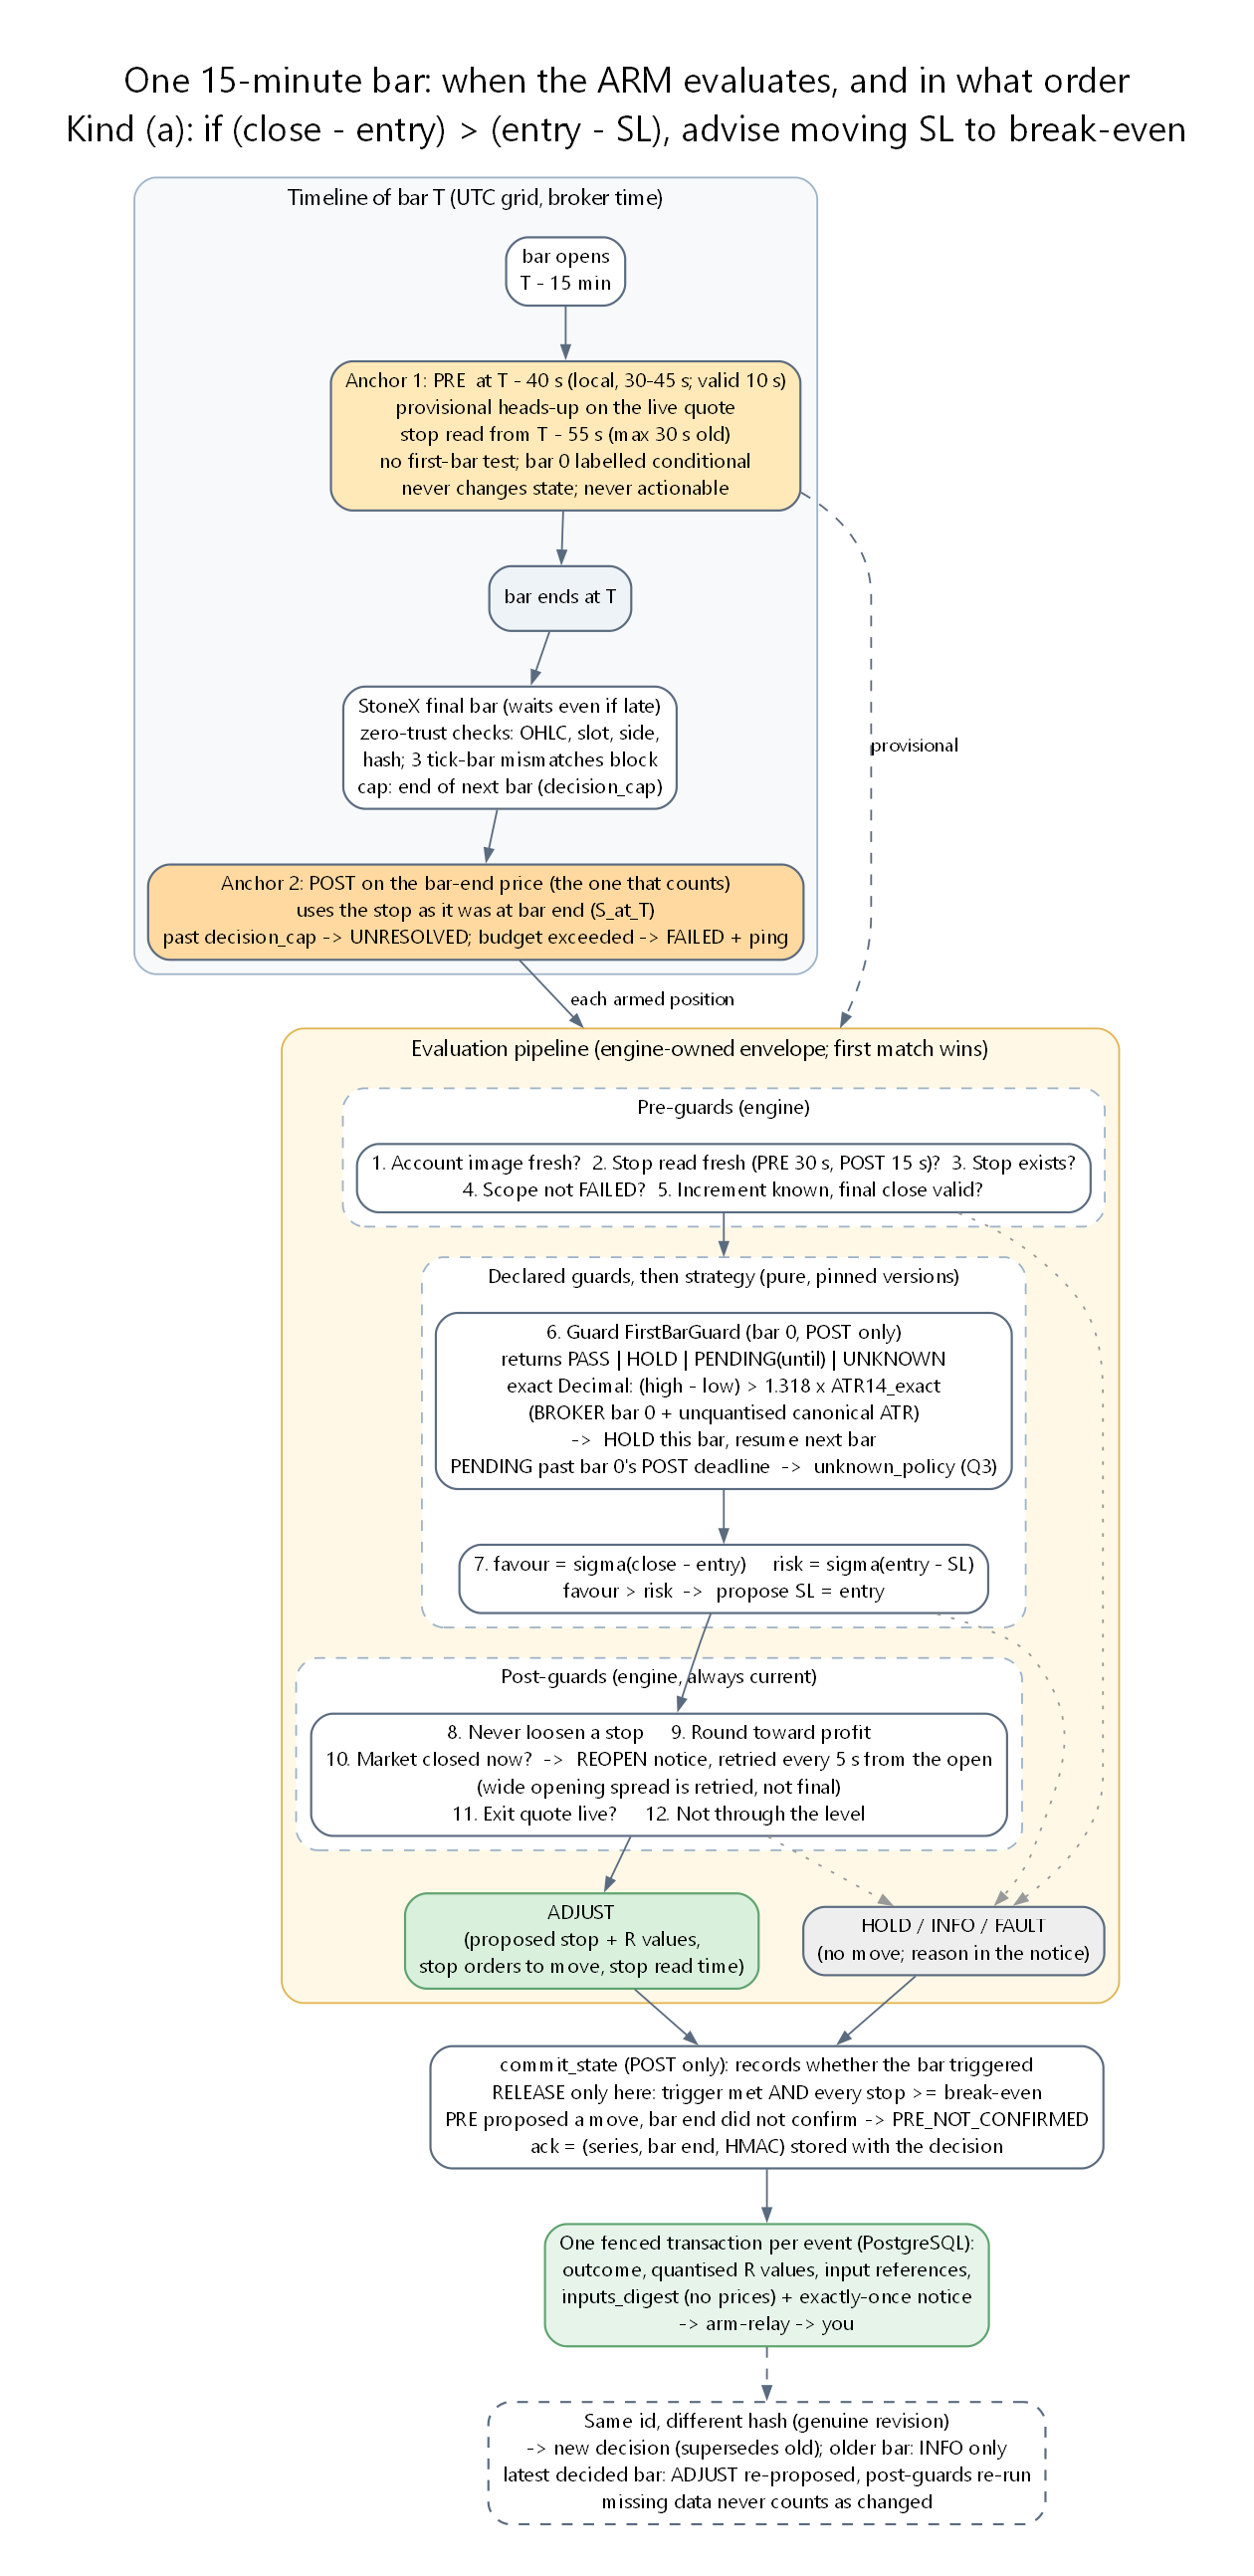 One 15-minute bar: when the ARM evaluates, and in what order
Kind (a): if (close - entry) > (entry - SL), advise moving SL to break-even
Timeline of bar T (UTC grid, broker time)
bar opens
T - 15 min
Anchor 1: PRE  at T - 40 s (local, 30-45 s; valid 10 s)
provisional heads-up on the live quote
stop read from T - 55 s (max 30 s old)
no first-bar test; bar 0 labelled conditional
never changes state; never actionable
bar ends at T
StoneX final bar (waits even if late)
zero-trust checks: OHLC, slot, side,
hash; 3 tick-bar mismatches block
cap: end of next bar (decision_cap)
provisional
Anchor 2: POST on the bar-end price (the one that counts)
uses the stop as it was at bar end (S_at_T)
past decision_cap -> UNRESOLVED; budget exceeded -> FAILED + ping
each armed position
Evaluation pipeline (engine-owned envelope; first match wins)
Pre-guards (engine)
1. Account image fresh?  2. Stop read fresh (PRE 30 s, POST 15 s)?  3. Stop exists?
4. Scope not FAILED?  5. Increment known, final close valid?
Declared guards, then strategy (pure, pinned versions)
6. Guard FirstBarGuard (bar 0, POST only)
returns PASS | HOLD | PENDING(until) | UNKNOWN
exact Decimal: (high - low) > 1.318 x ATR14_exact
(BROKER bar 0 + unquantised canonical ATR)
->  HOLD this bar, resume next bar
PENDING past bar 0's POST deadline  ->  unknown_policy (Q3)
7. favour = sigma(close - entry)     risk = sigma(entry - SL)
favour > risk  ->  propose SL = entry
Post-guards (engine, always current)
8. Never loosen a stop     9. Round toward profit
10. Market closed now?  ->  REOPEN notice, retried every 5 s from the open
(wide opening spread is retried, not final)
11. Exit quote live?     12. Not through the level
ADJUST
(proposed stop + R values,
stop orders to move, stop read time)
HOLD / INFO / FAULT
(no move; reason in the notice)
commit_state (POST only): records whether the bar triggered
RELEASE only here: trigger met AND every stop >= break-even
PRE proposed a move, bar end did not confirm -> PRE_NOT_CONFIRMED
ack = (series, bar end, HMAC) stored with the decision
One fenced transaction per event (PostgreSQL):
outcome, quantised R values, input references,
inputs_digest (no prices) + exactly-once notice
-> arm-relay -> you
Same id, different hash (genuine revision)
-> new decision (supersedes old); older bar: INFO only
latest decided bar: ADJUST re-proposed, post-guards re-run
missing data never counts as changed